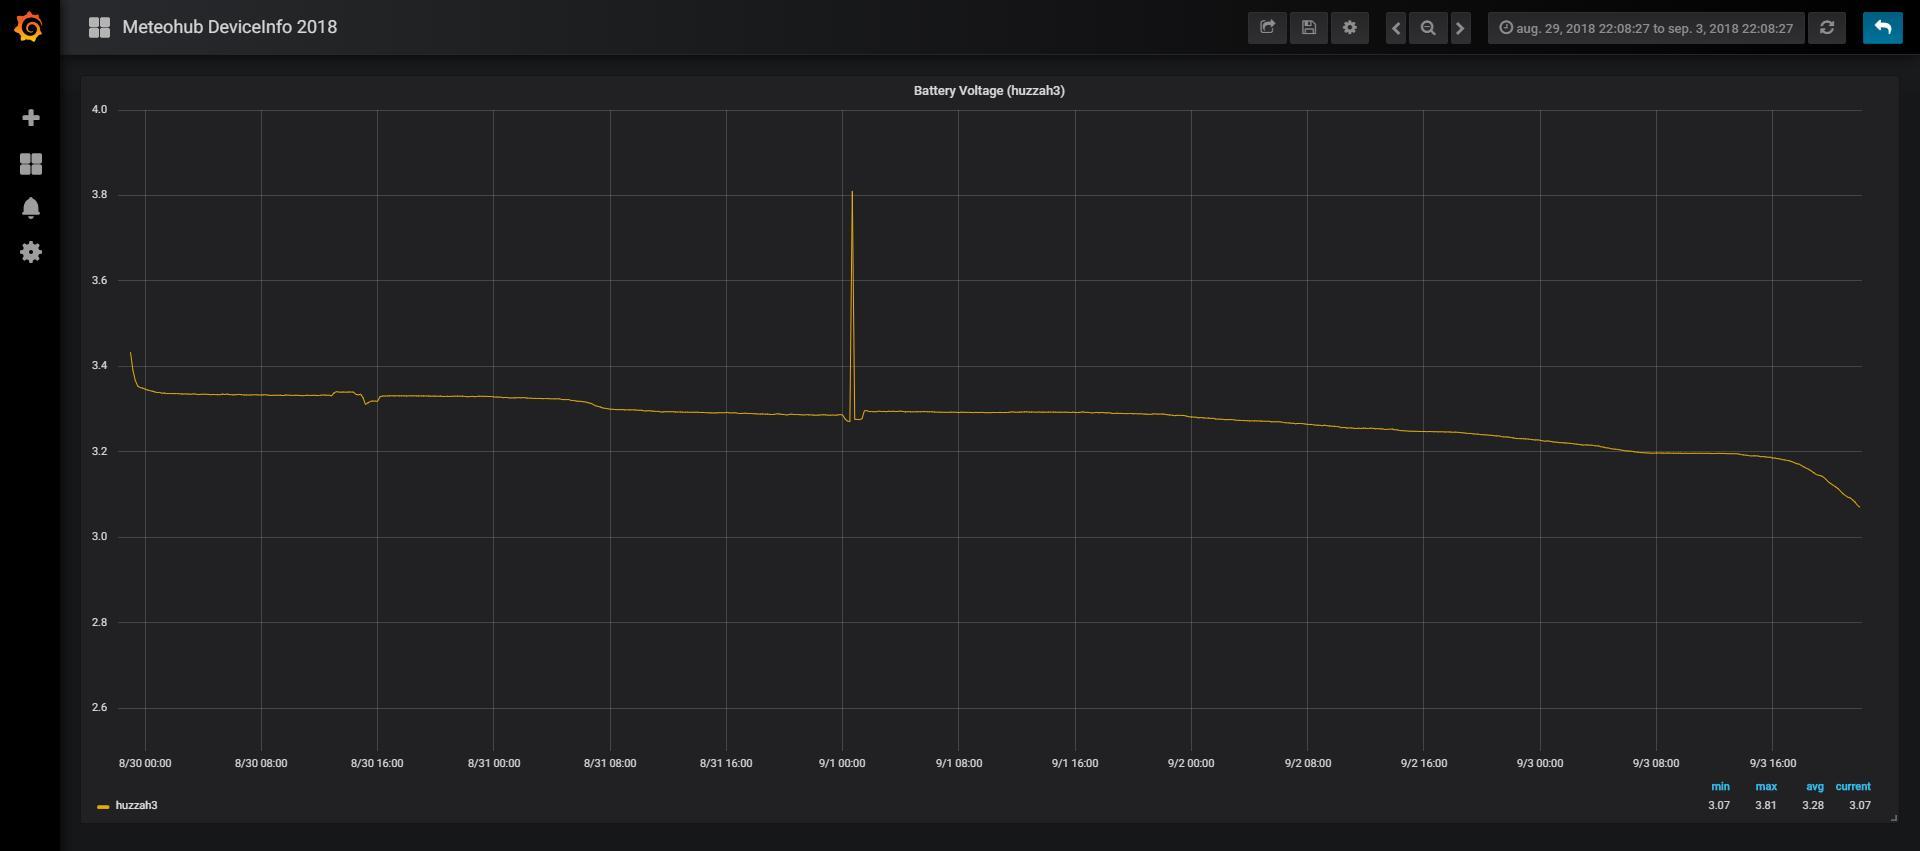 Meteohub DeviceInfo 2018
aug. 29, 2018 22:08:27 to sep. 3, 2018 22:08:27
Battery Voltage (huzzah3)
4.0
3.8
3.6
3.4
3.2
3.0
2.8
2.6
8/30 00:00 8/30 08:00 8/30 16:00 8/31 00:00 8/31 08:00 8/31 16:00 9/1 00:00 9/1 08:00 9/1 16:00 9/2 00:00 9/2 08:00 9/2 16:00 9/3 00:00 9/3 08:00 9/3 16:00
min max avg current
huzzah3 3.07 3.81 3.28 3.07